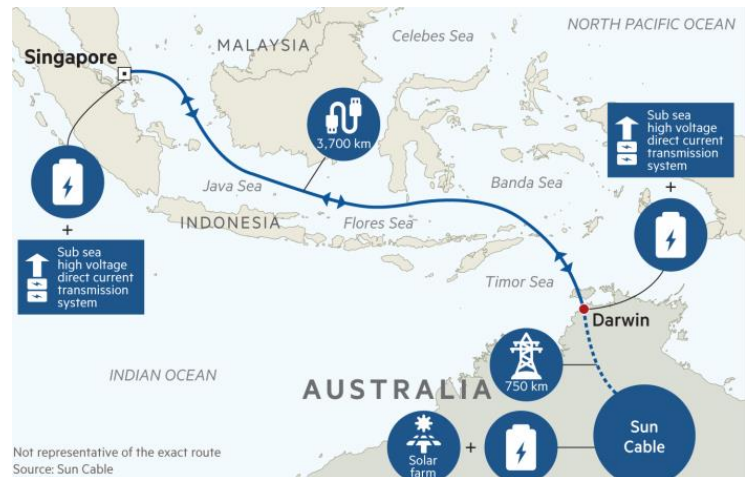 NORTH PACIFIC OCEAN
Celebes Sea
MALAYSIA
Singapore
3,700 km
Sub sea
high voltage
direct current
transmission
system
+
Java Sea
Banda Sea
INDONESIA
Flores Sea
+
Sub sea
high voltage
direct current
transmission
system
Timor Sea
Darwin
INDIAN OCEAN
750 km
AUSTRALIA
Sun
Cable
Solar
farm
+
Not representative of the exact route
Source: Sun Cable